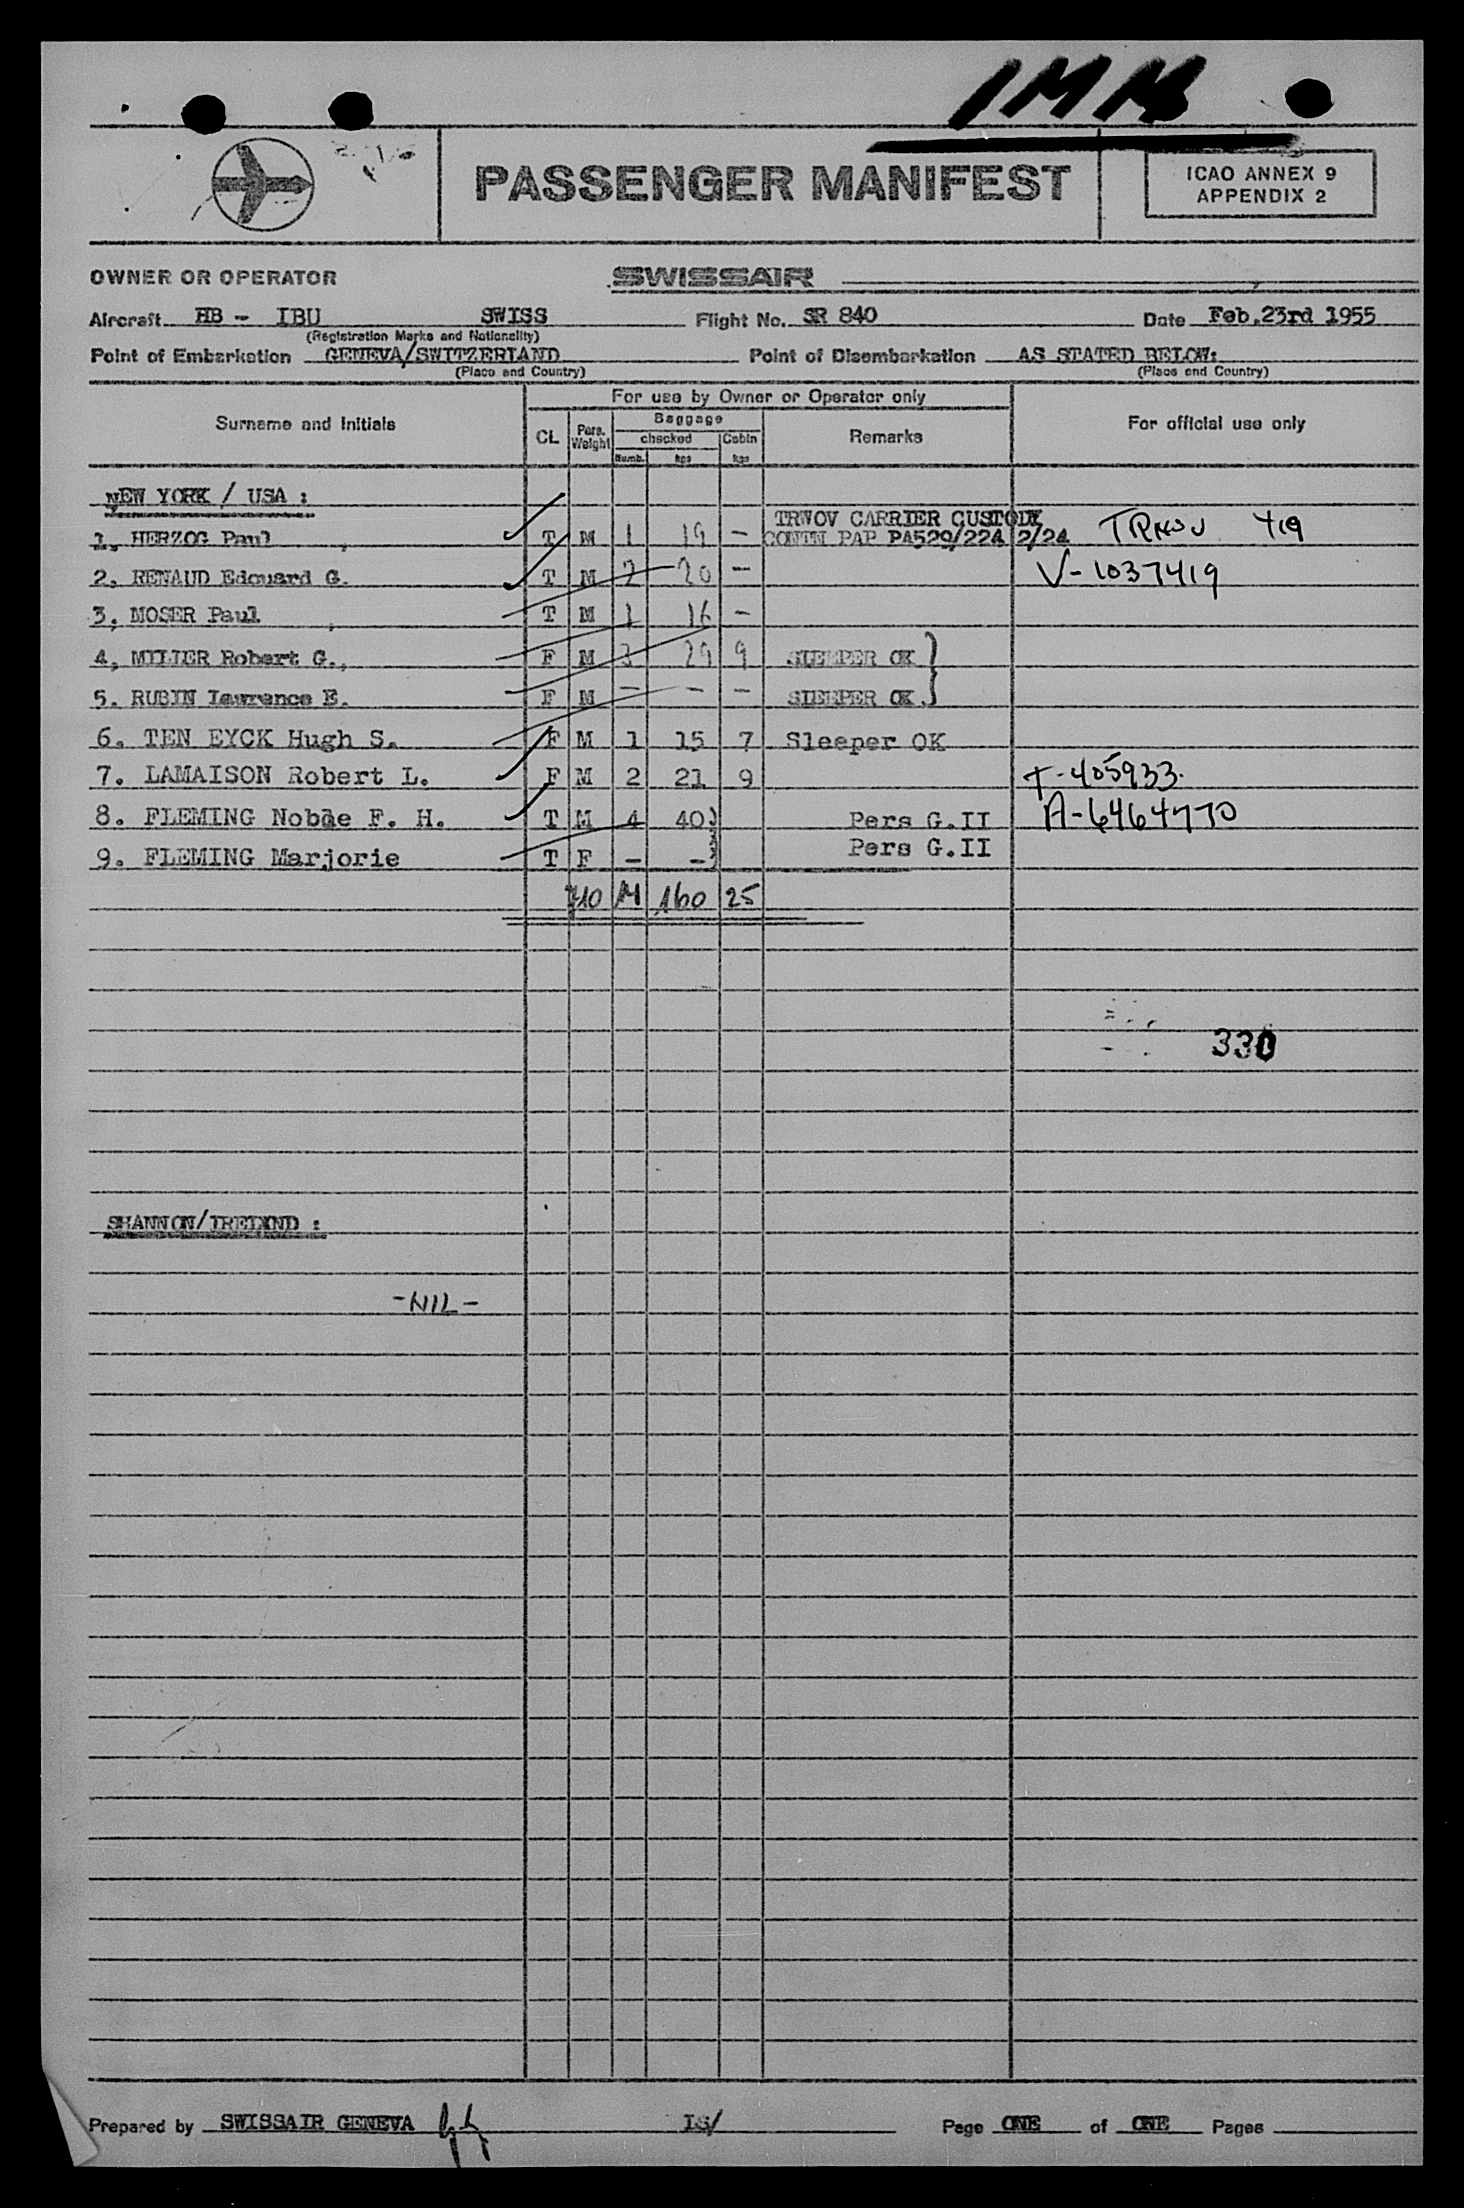 IMM
PASSENGER MANIFEST
ICAO ANNEX 9
APPENDIX 2
OWNER OR OPERATOR SWISSAIR
Aircraft HB - IBU SWISS Flight No. SR 840 Date Feb.23rd 1955
(Registration Marks and Nationality)
Point of Embarkation GENEVA/SWITZERLAND Point of Disembarkation AS STATED BELOW:
(Place and Country) (Place and Country)
For use by Owner or Operator only
Surname and Initials CL Pers. Weight Baggage Remarks For official use only
checked Cabin
Numb. kgs kgs
NEW YORK / USA :
TRWOV CARRIER CUSTODY
1, HERZOG Paul , T M 1 19 - CONTN PAP PA529/224 2/24 TRWOV 419
2. RENAUD Edouard G. T M 2 20 - V-1037419
3, MOSER Paul , T M 1 16 -
4, MILLER Robert G., F M 3 29 9 SLEEPER OK }
5. RUBIN Lawrence E. F M - - - SLEEPER OK
6. TEN EYCK Hugh S. F M 1 15 7 Sleeper OK
7. LAMAISON Robert L. F M 2 21 9 T-405933.
8. FLEMING Noble F. H. T M 4 40) Pers G.II A-6464770
9. FLEMING Marjorie T F - -) Pers G.II
710 14 160 25
330
SHANNON/IRELAND :
-NIL-
Prepared by SWISSAIR GENEVA IS/ Page ONE of ONE Pages